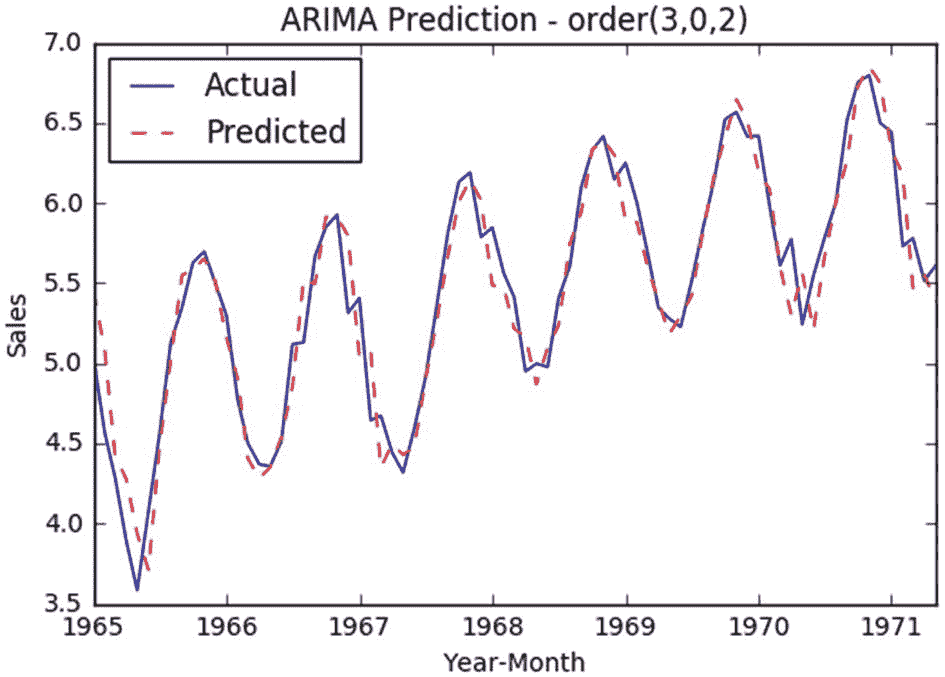 ARIMA Prediction - order(3,0,2)
7.0
6.5
6.0
5.5
5.0
4.5
4.0
3.5
Sales
Actual
Predicted
1965 1966 1967 1968 1969 1970 1971
Year-Month